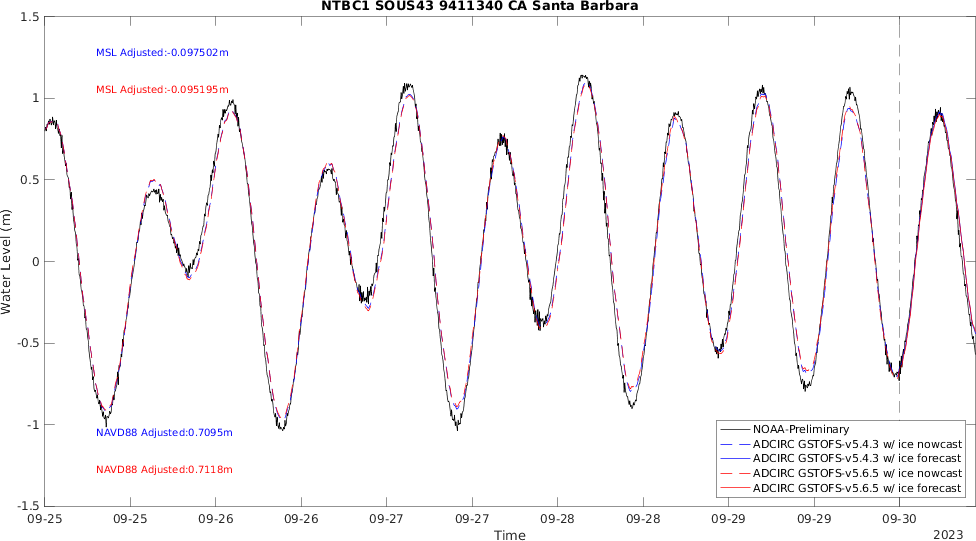 NTBC1 SOUS43 9411340 CA Santa Barbara
1.5
MSL Adjusted:-0.097502m
MSL Adjusted:-0.095195m
1
0.5
0
-0.5
-1
-1.5
Water Level (m)
NAVD88 Adjusted:0.7095m
NAVD88 Adjusted:0.7118m
NOAA-Preliminary
ADCIRC GSTOFS-v5.4.3 w/ ice nowcast
ADCIRC GSTOFS-v5.4.3 w/ ice forecast
ADCIRC GSTOFS-v5.6.5 w/ ice nowcast
ADCIRC GSTOFS-v5.6.5 w/ ice forecast
09-25 09-25 09-26 09-26 09-27 09-27 09-28 09-28 09-29 09-29 09-30
Time
2023